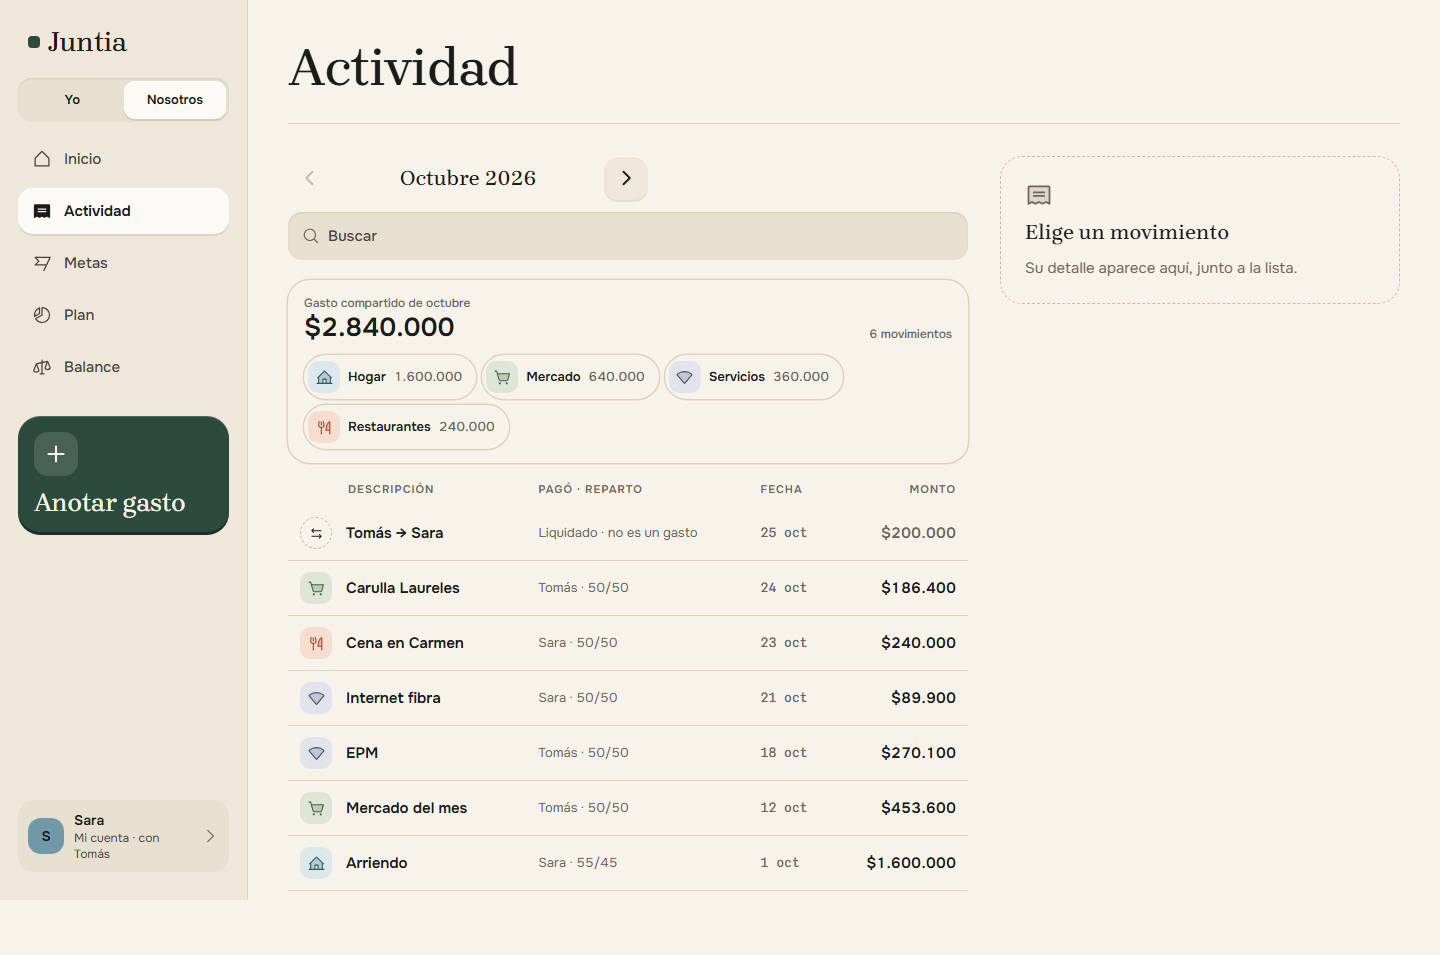 Juntia
Yo
Nosotros
Inicio
Actividad
Metas
Plan
Balance
Anotar gasto
S
Sara
Mi cuenta · con
Tomás
Actividad
Octubre 2026
Buscar
Gasto compartido de octubre
$2.840.000
6 movimientos
Hogar 1.600.000
Mercado 640.000
Servicios 360.000
Restaurantes 240.000
DESCRIPCIÓN PAGÓ · REPARTO FECHA MONTO
Tomás → Sara Liquidado · no es un gasto 25 oct $200.000
Carulla Laureles Tomás · 50/50 24 oct $186.400
Cena en Carmen Sara · 50/50 23 oct $240.000
Internet fibra Sara · 50/50 21 oct $89.900
EPM Tomás · 50/50 18 oct $270.100
Mercado del mes Tomás · 50/50 12 oct $453.600
Arriendo Sara · 55/45 1 oct $1.600.000
Elige un movimiento
Su detalle aparece aquí, junto a la lista.